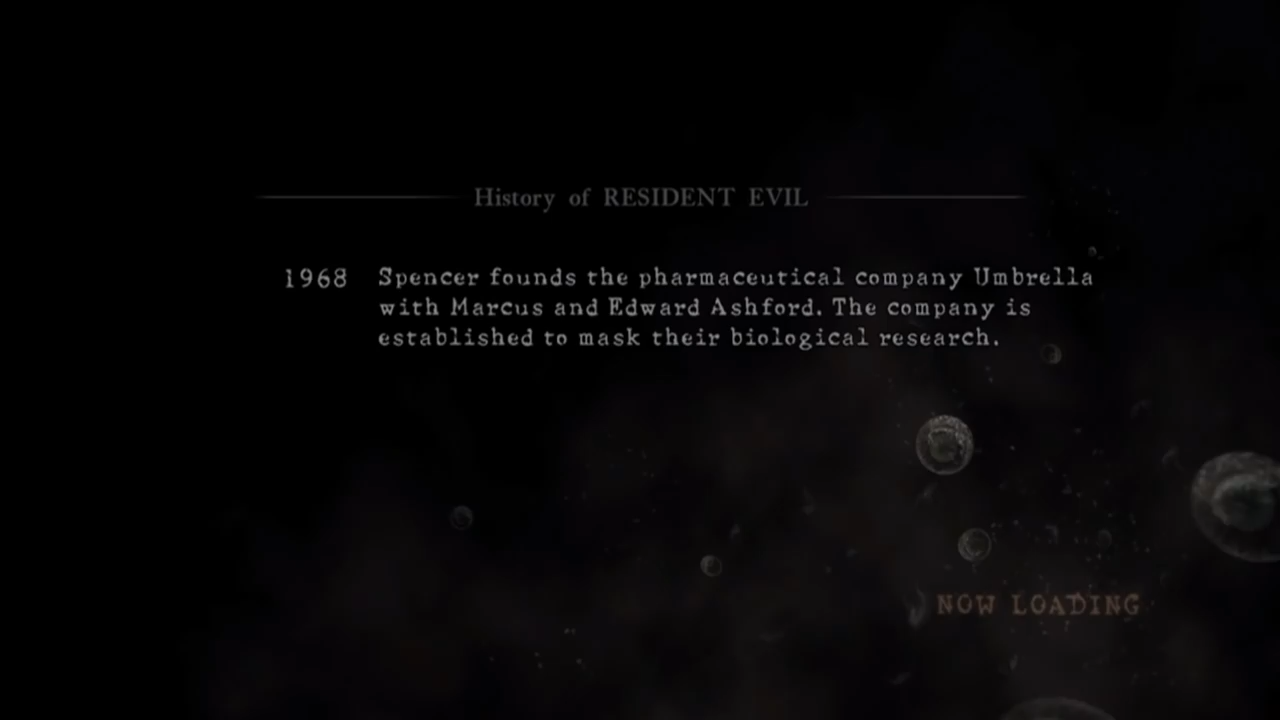 History of RESIDENT EVIL
1968 Spencer founds the pharmaceutical company Umbrella
with Marcus and Edward Ashford. The company is
established to mask their biological research.
NOW LOADING